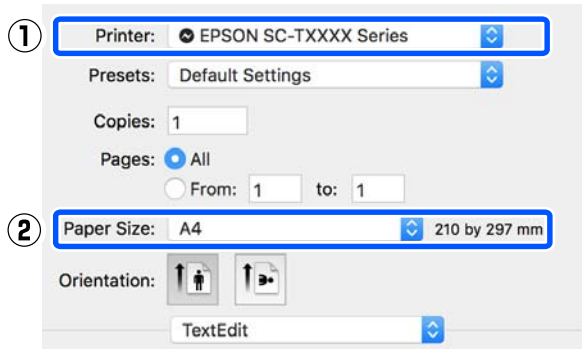 ① Printer: EPSON SC-TXXXX Series
Presets: Default Settings
Copies: 1
Pages: All
From: 1 to: 1
② Paper Size: A4 210 by 297 mm
Orientation:
TextEdit